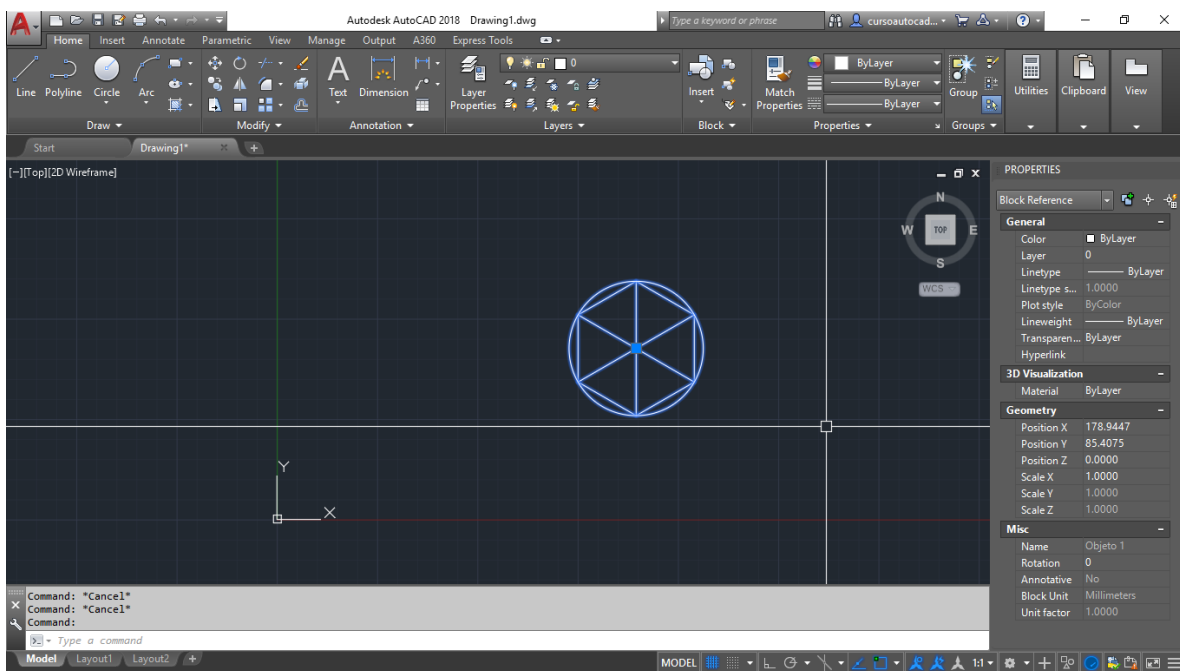 Autodesk AutoCAD 2018 Drawing1.dwg
Type a keyword or phrase
cursoautocad...
Home Insert Annotate Parametric View Manage Output A360 Express Tools
Line Polyline Circle Arc
Text Dimension
Layer Properties
0
Insert
Match Properties
ByLayer
ByLayer
ByLayer
Group
Utilities Clipboard View
Draw Modify Annotation Layers Block Properties Groups
Start Drawing1* +
[−][Top][2D Wireframe]
N
W TOP E
S
WCS
Y
X
PROPERTIES
Block Reference
General
Color ByLayer
Layer 0
Linetype ByLayer
Linetype s... 1.0000
Plot style ByColor
Lineweight ByLayer
Transparen... ByLayer
Hyperlink
3D Visualization
Material ByLayer
Geometry
Position X 178.9447
Position Y 85.4075
Position Z 0.0000
Scale X 1.0000
Scale Y 1.0000
Scale Z 1.0000
Misc
Name Objeto 1
Rotation 0
Annotative No
Block Unit Millimeters
Unit factor 1.0000
Command: *Cancel*
Command: *Cancel*
Command:
Type a command
Model Layout1 Layout2 +
MODEL 1:1